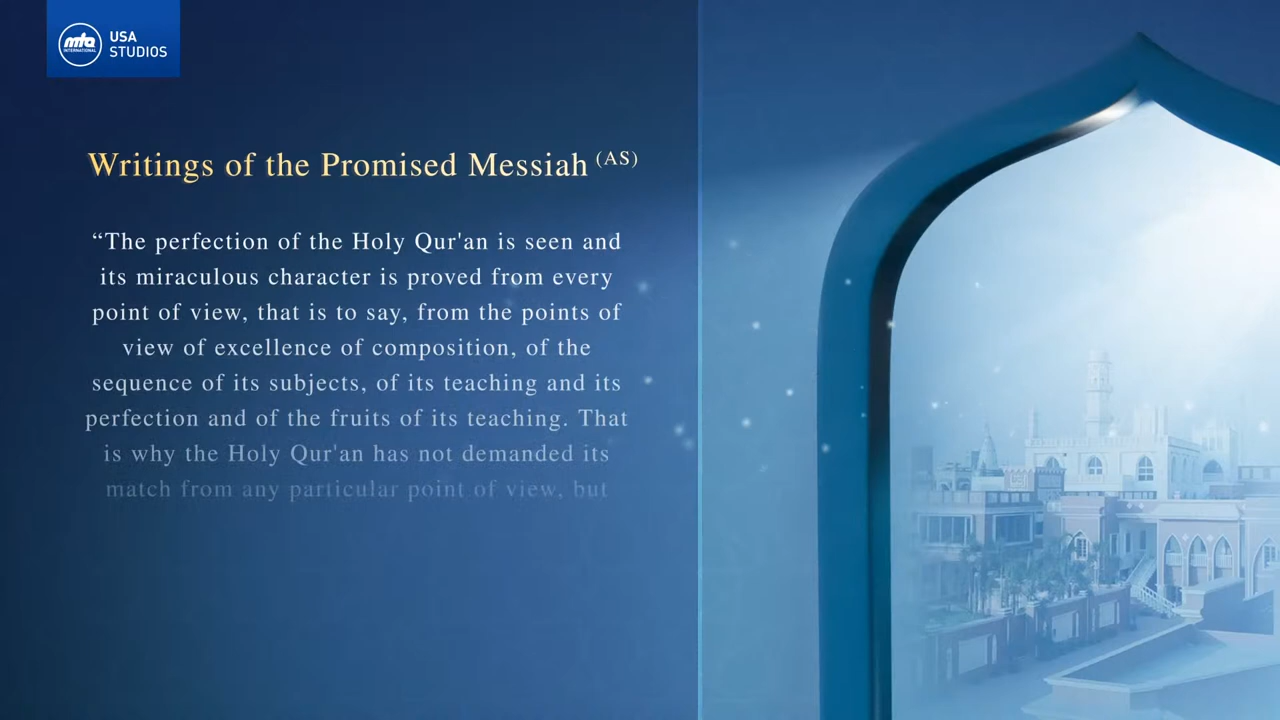 mta
INTERNATIONAL
USA
STUDIOS
Writings of the Promised Messiah (AS)
“The perfection of the Holy Qur'an is seen and
its miraculous character is proved from every
point of view, that is to say, from the points of
view of excellence of composition, of the
sequence of its subjects, of its teaching and its
perfection and of the fruits of its teaching. That
is why the Holy Qur'an has not demanded its
match from any particular point of view, but